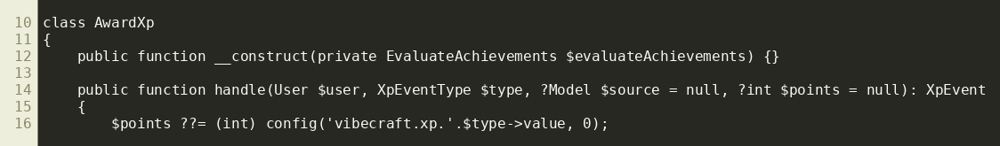 10 class AwardXp
11 {
12     public function __construct(private EvaluateAchievements $evaluateAchievements) {}
13
14     public function handle(User $user, XpEventType $type, ?Model $source = null, ?int $points = null): XpEvent
15     {
16         $points ??= (int) config('vibecraft.xp.'.$type->value, 0);